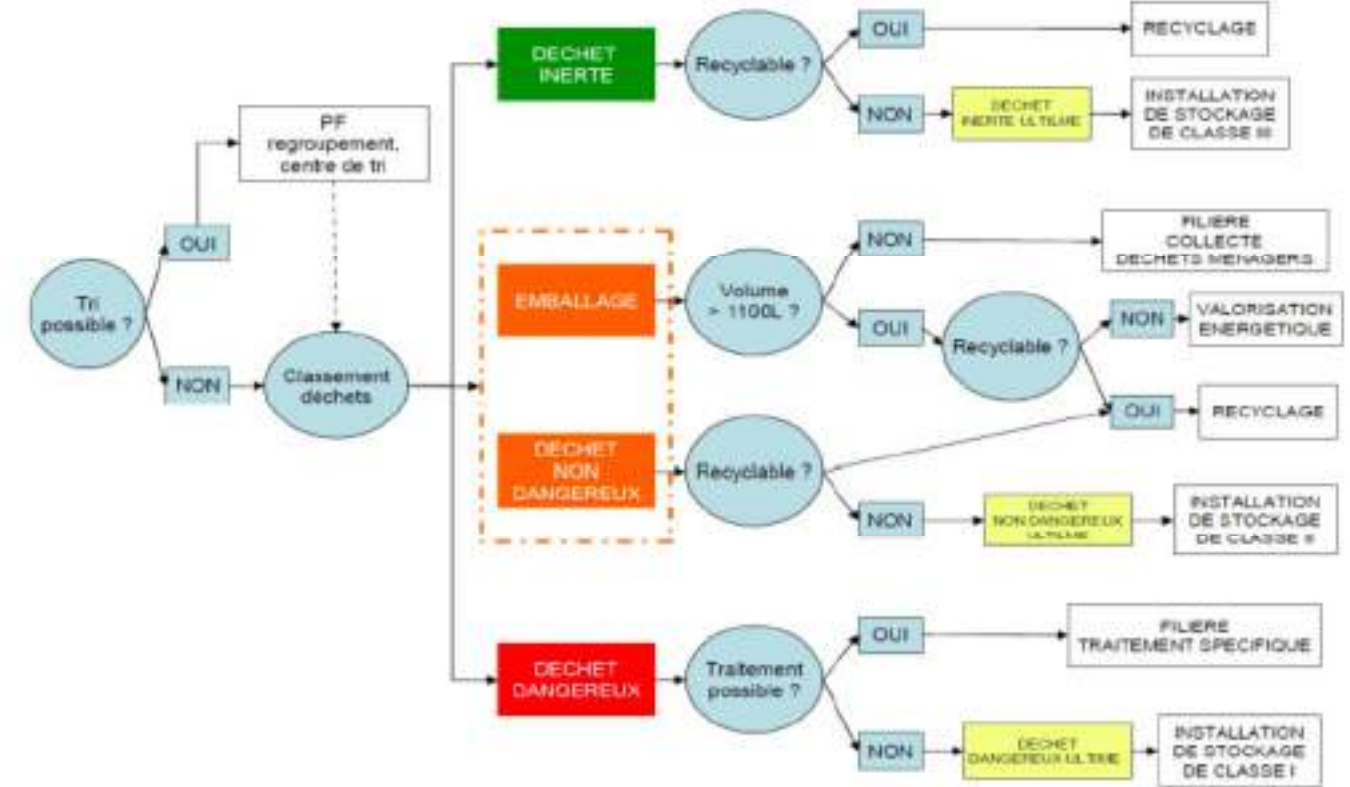 Tri
possible ?
OUI
NON
PF
regroupement,
centre de tri
Classement
déchets
DECHET
INERTE
Recyclable ?
OUI
RECYCLAGE
NON
DECHET
INERTE ULTIME
INSTALLATION
DE STOCKAGE
DE CLASSE III
EMBALLAGE
Volume
> 1100L ?
NON
FILIERE
COLLECTE
DECHETS MENAGERS
OUI
Recyclable ?
NON
VALORISATION
ENERGETIQUE
OUI
RECYCLAGE
DECHET
NON
DANGEREUX
Recyclable ?
NON
DECHET
NON DANGEREUX
ULTIME
INSTALLATION
DE STOCKAGE
DE CLASSE II
DECHET
DANGEREUX
Traitement
possible ?
OUI
FILIERE
TRAITEMENT SPECIFIQUE
NON
DECHET
DANGEREUX ULTIME
INSTALLATION
DE STOCKAGE
DE CLASSE I